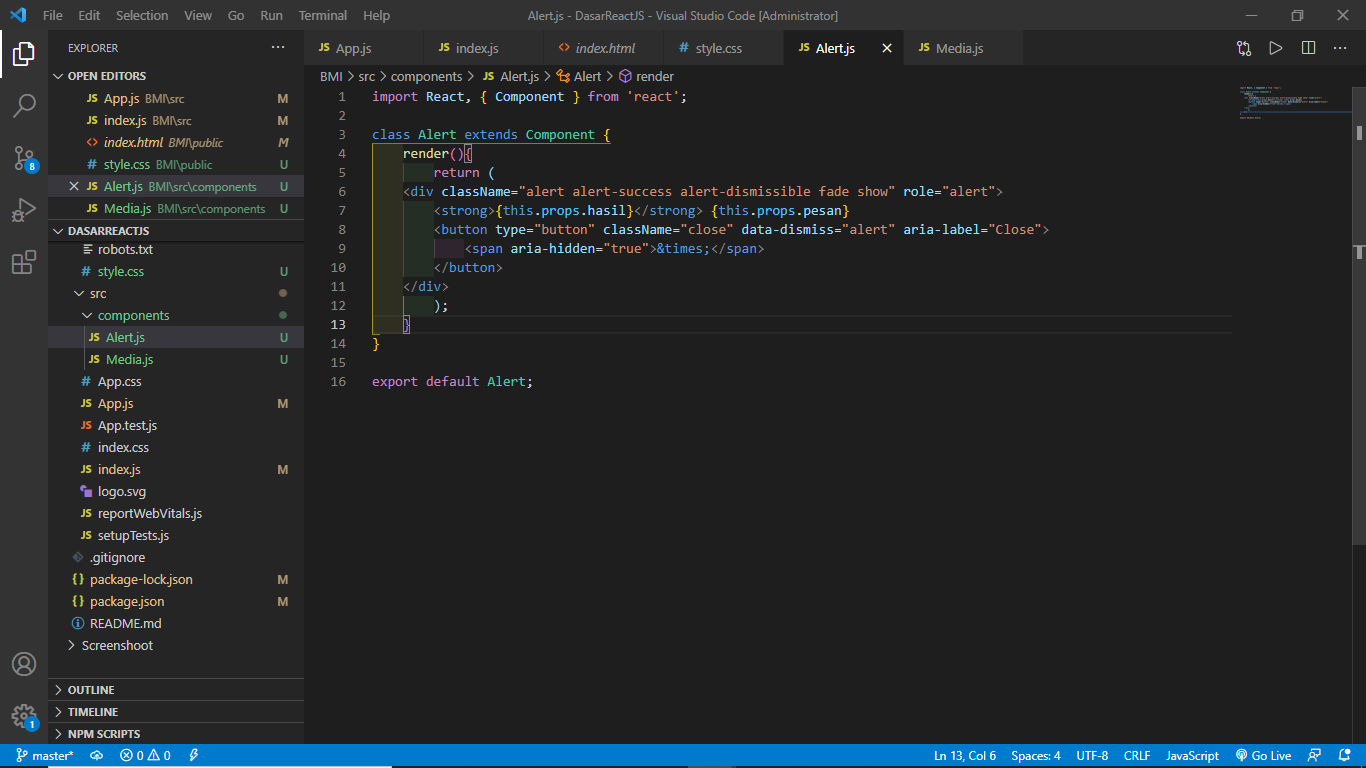 File Edit Selection View Go Run Terminal Help Alert.js - DasarReactJS - Visual Studio Code [Administrator]
EXPLORER ...
App.js index.js index.html style.css Alert.js Media.js
OPEN EDITORS
BMI > src > components > JS Alert.js > Alert > render
JS App.js BMI\src M
JS index.js BMI\src M
<> index.html BMI\public M
# style.css BMI\public U
JS Alert.js BMI\src\components U
JS Media.js BMI\src\components U
DASARREACTJS
robots.txt
# style.css U
src
components
JS Alert.js U
JS Media.js U
# App.css
JS App.js M
JS App.test.js
# index.css
JS index.js M
logo.svg
JS reportWebVitals.js
JS setupTests.js
.gitignore
{} package-lock.json M
{} package.json M
README.md
Screenshoot
OUTLINE
TIMELINE
NPM SCRIPTS
8
1
1 import React, { Component } from 'react';
2
3 class Alert extends Component {
4 render(){
5 return (
6 <div className="alert alert-success alert-dismissible fade show" role="alert">
7 <strong>{this.props.hasil}</strong> {this.props.pesan}
8 <button type="button" className="close" data-dismiss="alert" aria-label="Close">
9 <span aria-hidden="true">&times;</span>
10 </button>
11 </div>
12 );
13 }
14 }
15
16 export default Alert;
master* 0 0 Ln 13, Col 6 Spaces: 4 UTF-8 CRLF JavaScript Go Live